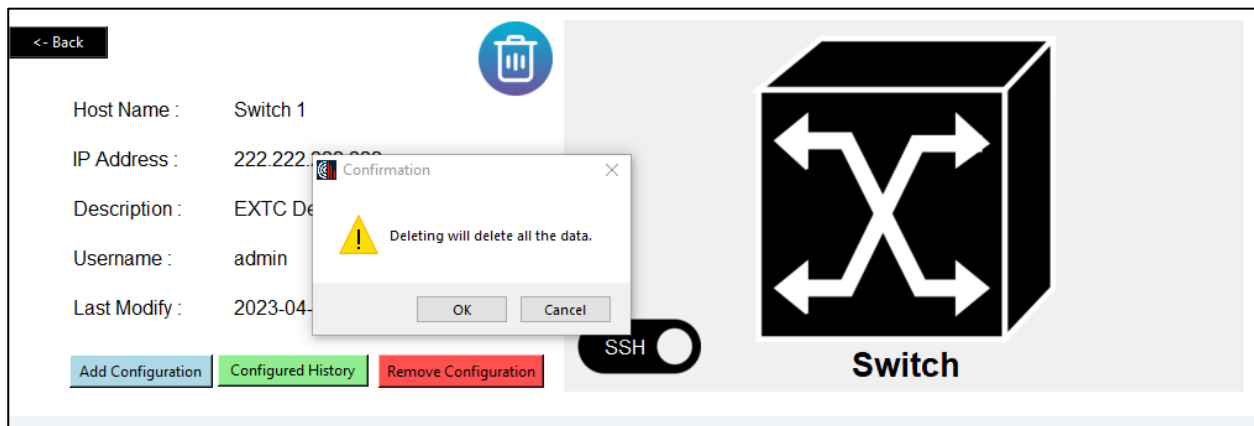 <- Back
Host Name : Switch 1
IP Address : 222.222.
Description : EXTC
Username : admin
Last Modify : 2023-04-
Confirmation
Deleting will delete all the data.
OK Cancel
Add Configuration Configured History Remove Configuration
SSH
Switch